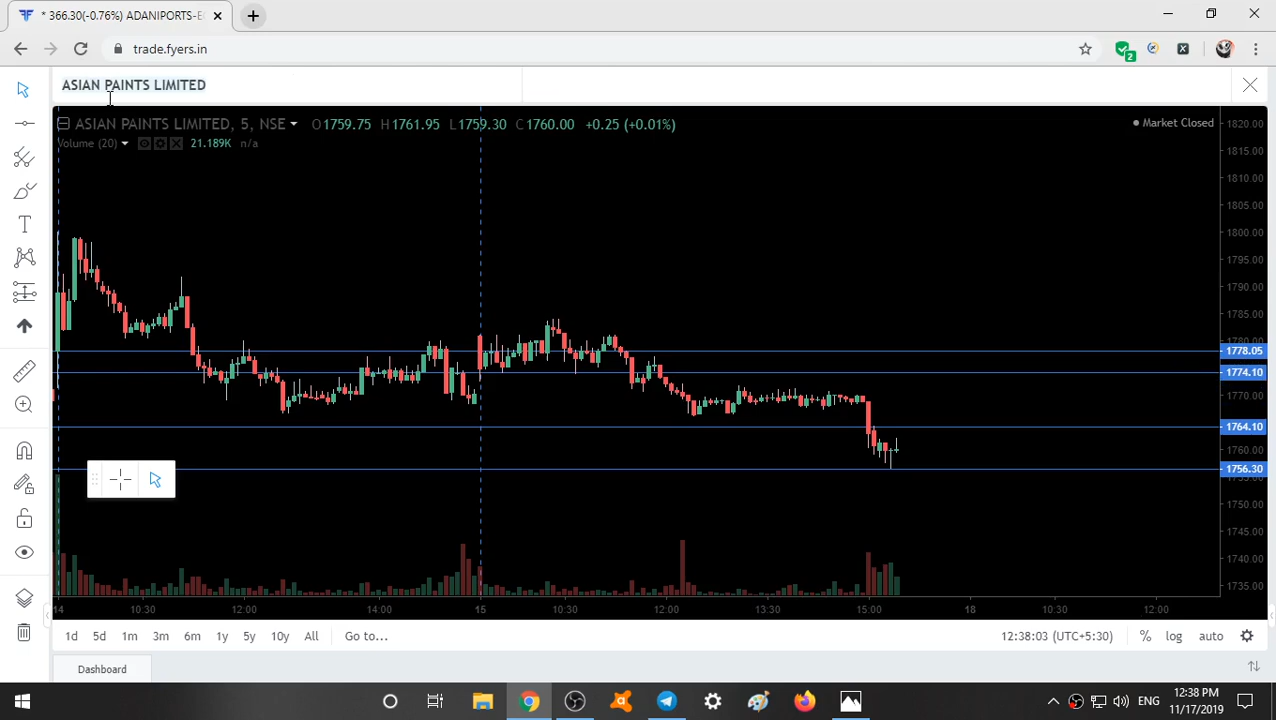 * 366.30(-0.76%) ADANIPORTS-E
trade.fyers.in
2
ASIAN PAINTS LIMITED
ASIAN PAINTS LIMITED, 5, NSE O1759.75 H1761.95 L1759.30 C1760.00 +0.25 (+0.01%)
Market Closed
Volume (20) 21.189K n/a
1820.00
1815.00
1810.00
1805.00
1800.00
1795.00
1790.00
1785.00
1780.00
1778.05
1774.10
1770.00
1764.10
1760.00
1756.30
1755.00
1750.00
1745.00
1740.00
1735.00
14 10:30 12:00 14:00 15 10:30 12:00 13:30 15:00 18 10:30 12:00
1d 5d 1m 3m 6m 1y 5y 10y All Go to... 12:38:03 (UTC+5:30) % log auto
Dashboard
ENG
12:38 PM
11/17/2019